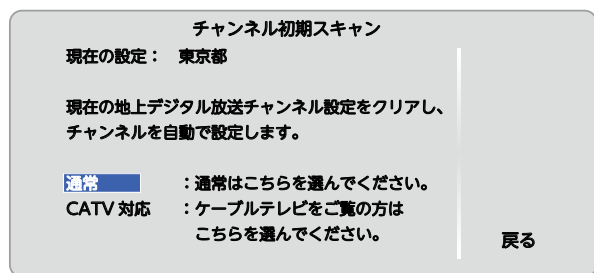 チャンネル初期スキャン
現在の設定： 東京都
現在の地上デジタル放送チャンネル設定をクリアし、
チャンネルを自動で設定します。
通常 ：通常はこちらを選んでください。
CATV 対応 ：ケーブルテレビをご覧の方は
こちらを選んでください。
戻る